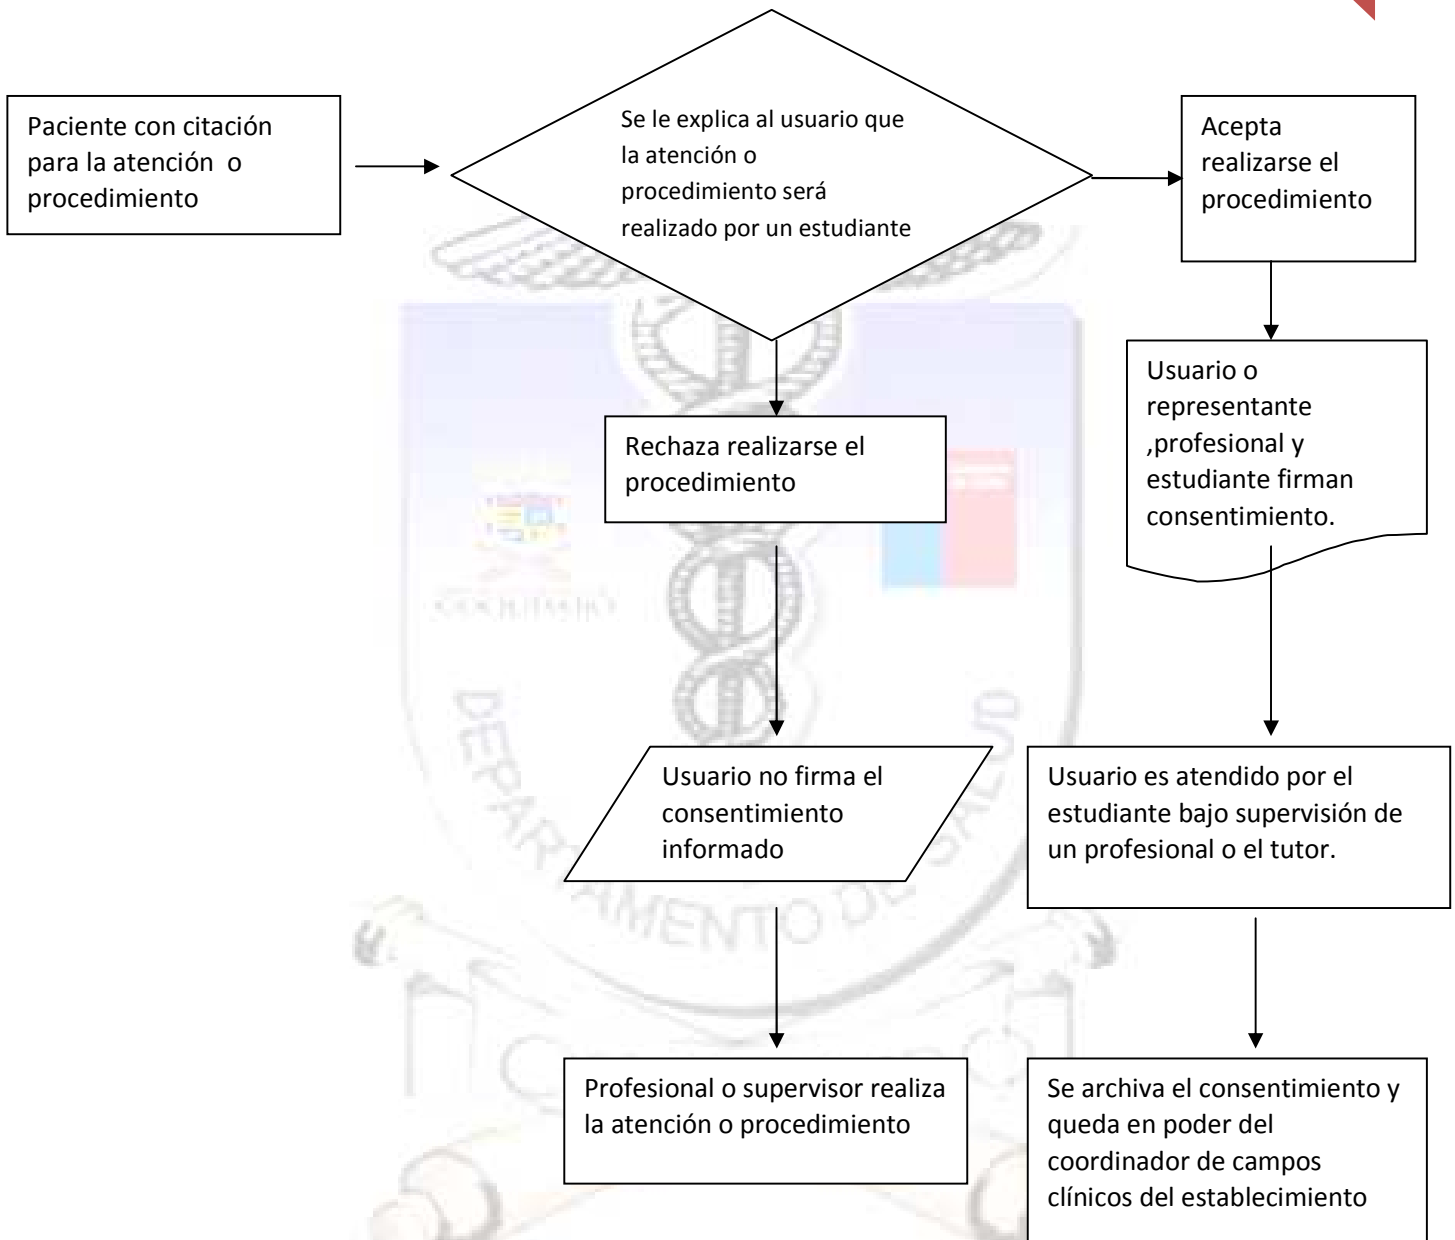 Paciente con citación
para la atención o
procedimiento
Se le explica al usuario que
la atención o
procedimiento será
realizado por un estudiante
Acepta
realizarse el
procedimiento
Rechaza realizarse el
procedimiento
Usuario o
representante
,profesional y
estudiante firman
consentimiento.
Usuario no firma el
consentimiento
informado
Usuario es atendido por el
estudiante bajo supervisión de
un profesional o el tutor.
Profesional o supervisor realiza
la atención o procedimiento
Se archiva el consentimiento y
queda en poder del
coordinador de campos
clínicos del establecimiento
COQUIMBO
DEPARTAMENTO DE SALUD